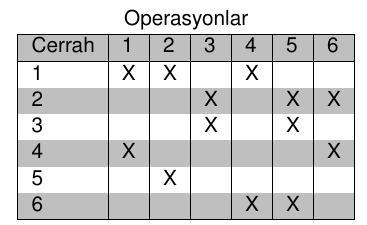 Operasyonlar
Cerrah 1 2 3 4 5 6
1 X X X
2 X X X
3 X X
4 X X
5 X
6 X X